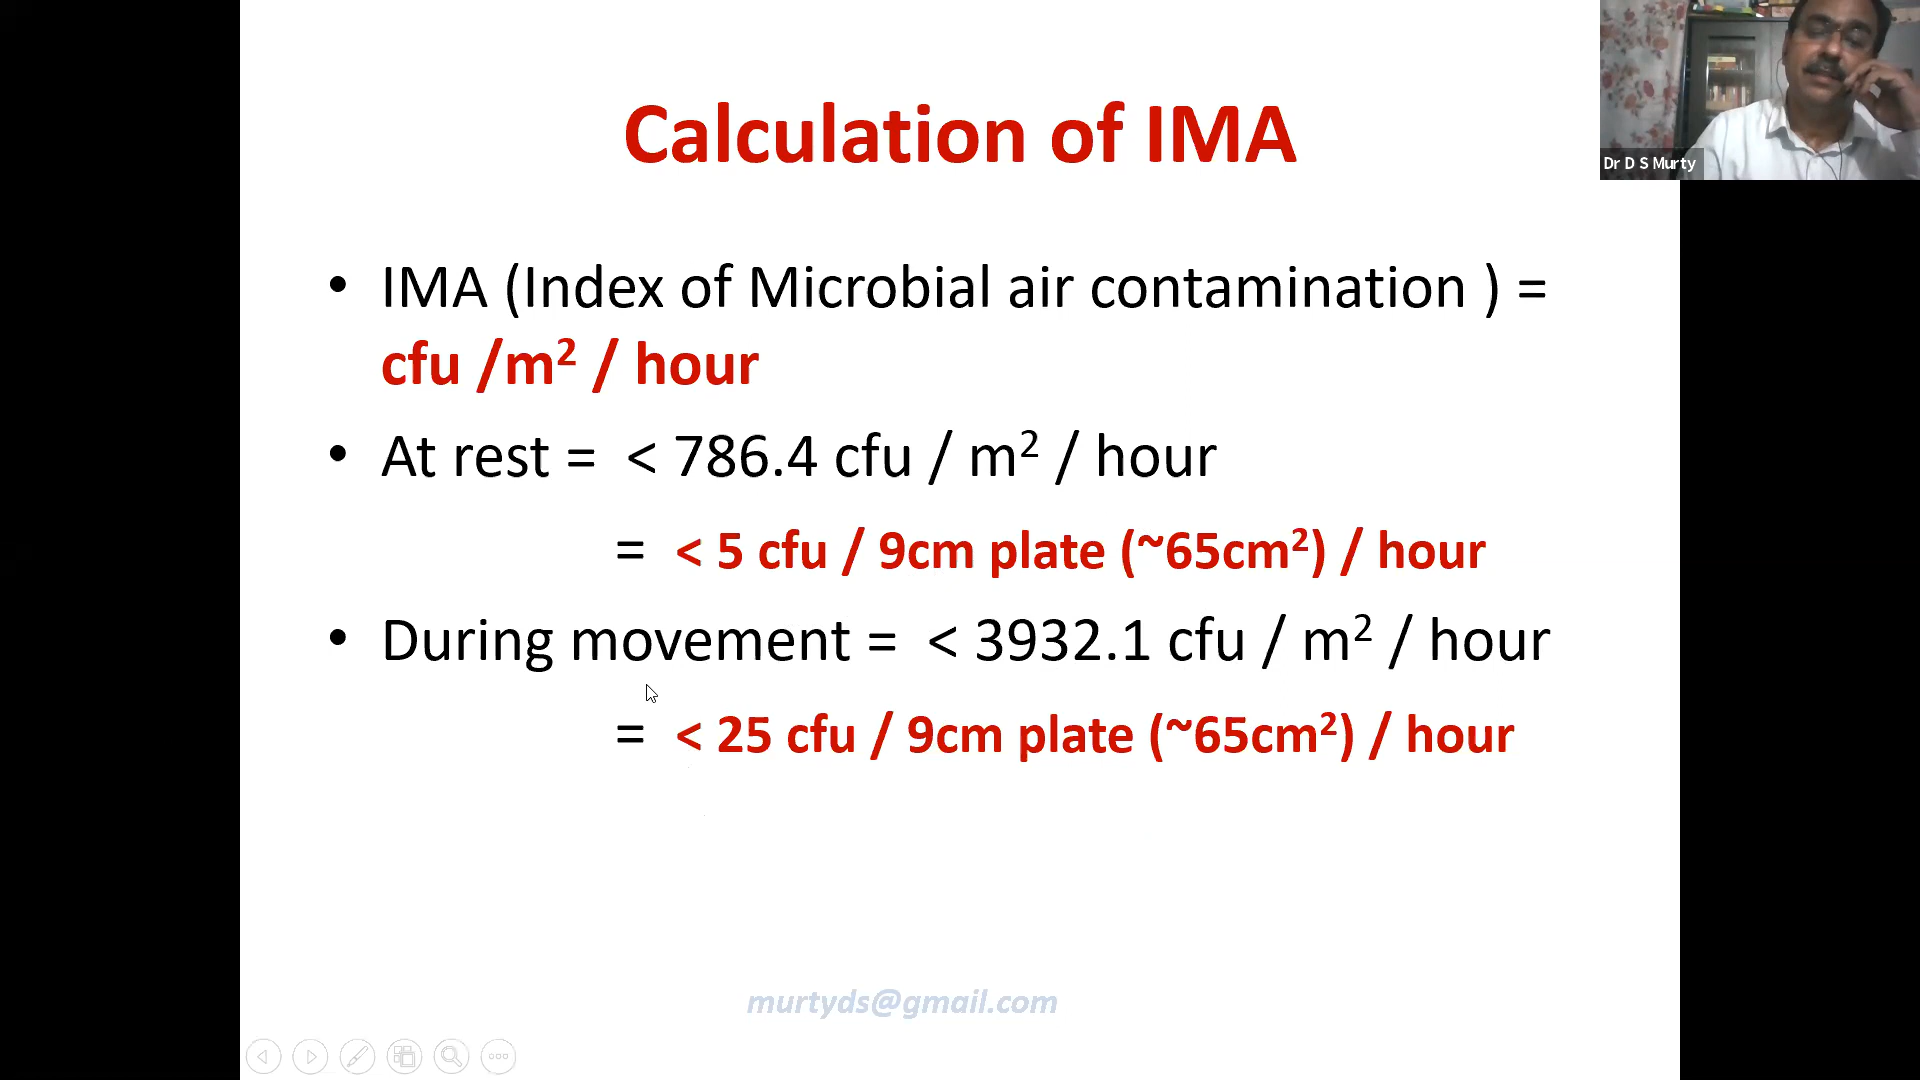 Calculation of IMA
Dr D S Murty
• IMA (Index of Microbial air contamination ) =
cfu /m² / hour
• At rest = < 786.4 cfu / m² / hour
= < 5 cfu / 9cm plate (~65cm²) / hour
• During movement = < 3932.1 cfu / m² / hour
= < 25 cfu / 9cm plate (~65cm²) / hour
murtyds@gmail.com